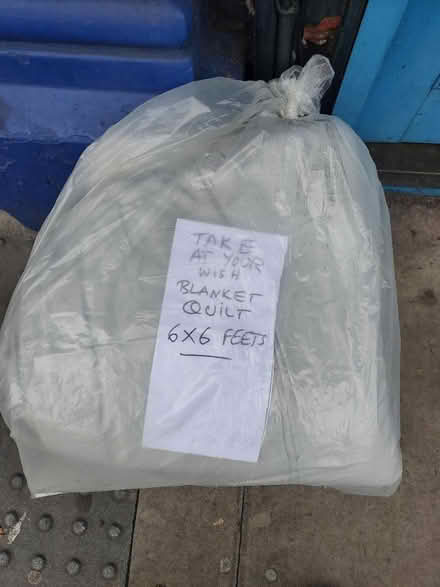 TAKE
AT YOUR
WISH
BLANKET
QUILT
6X6 FEETS